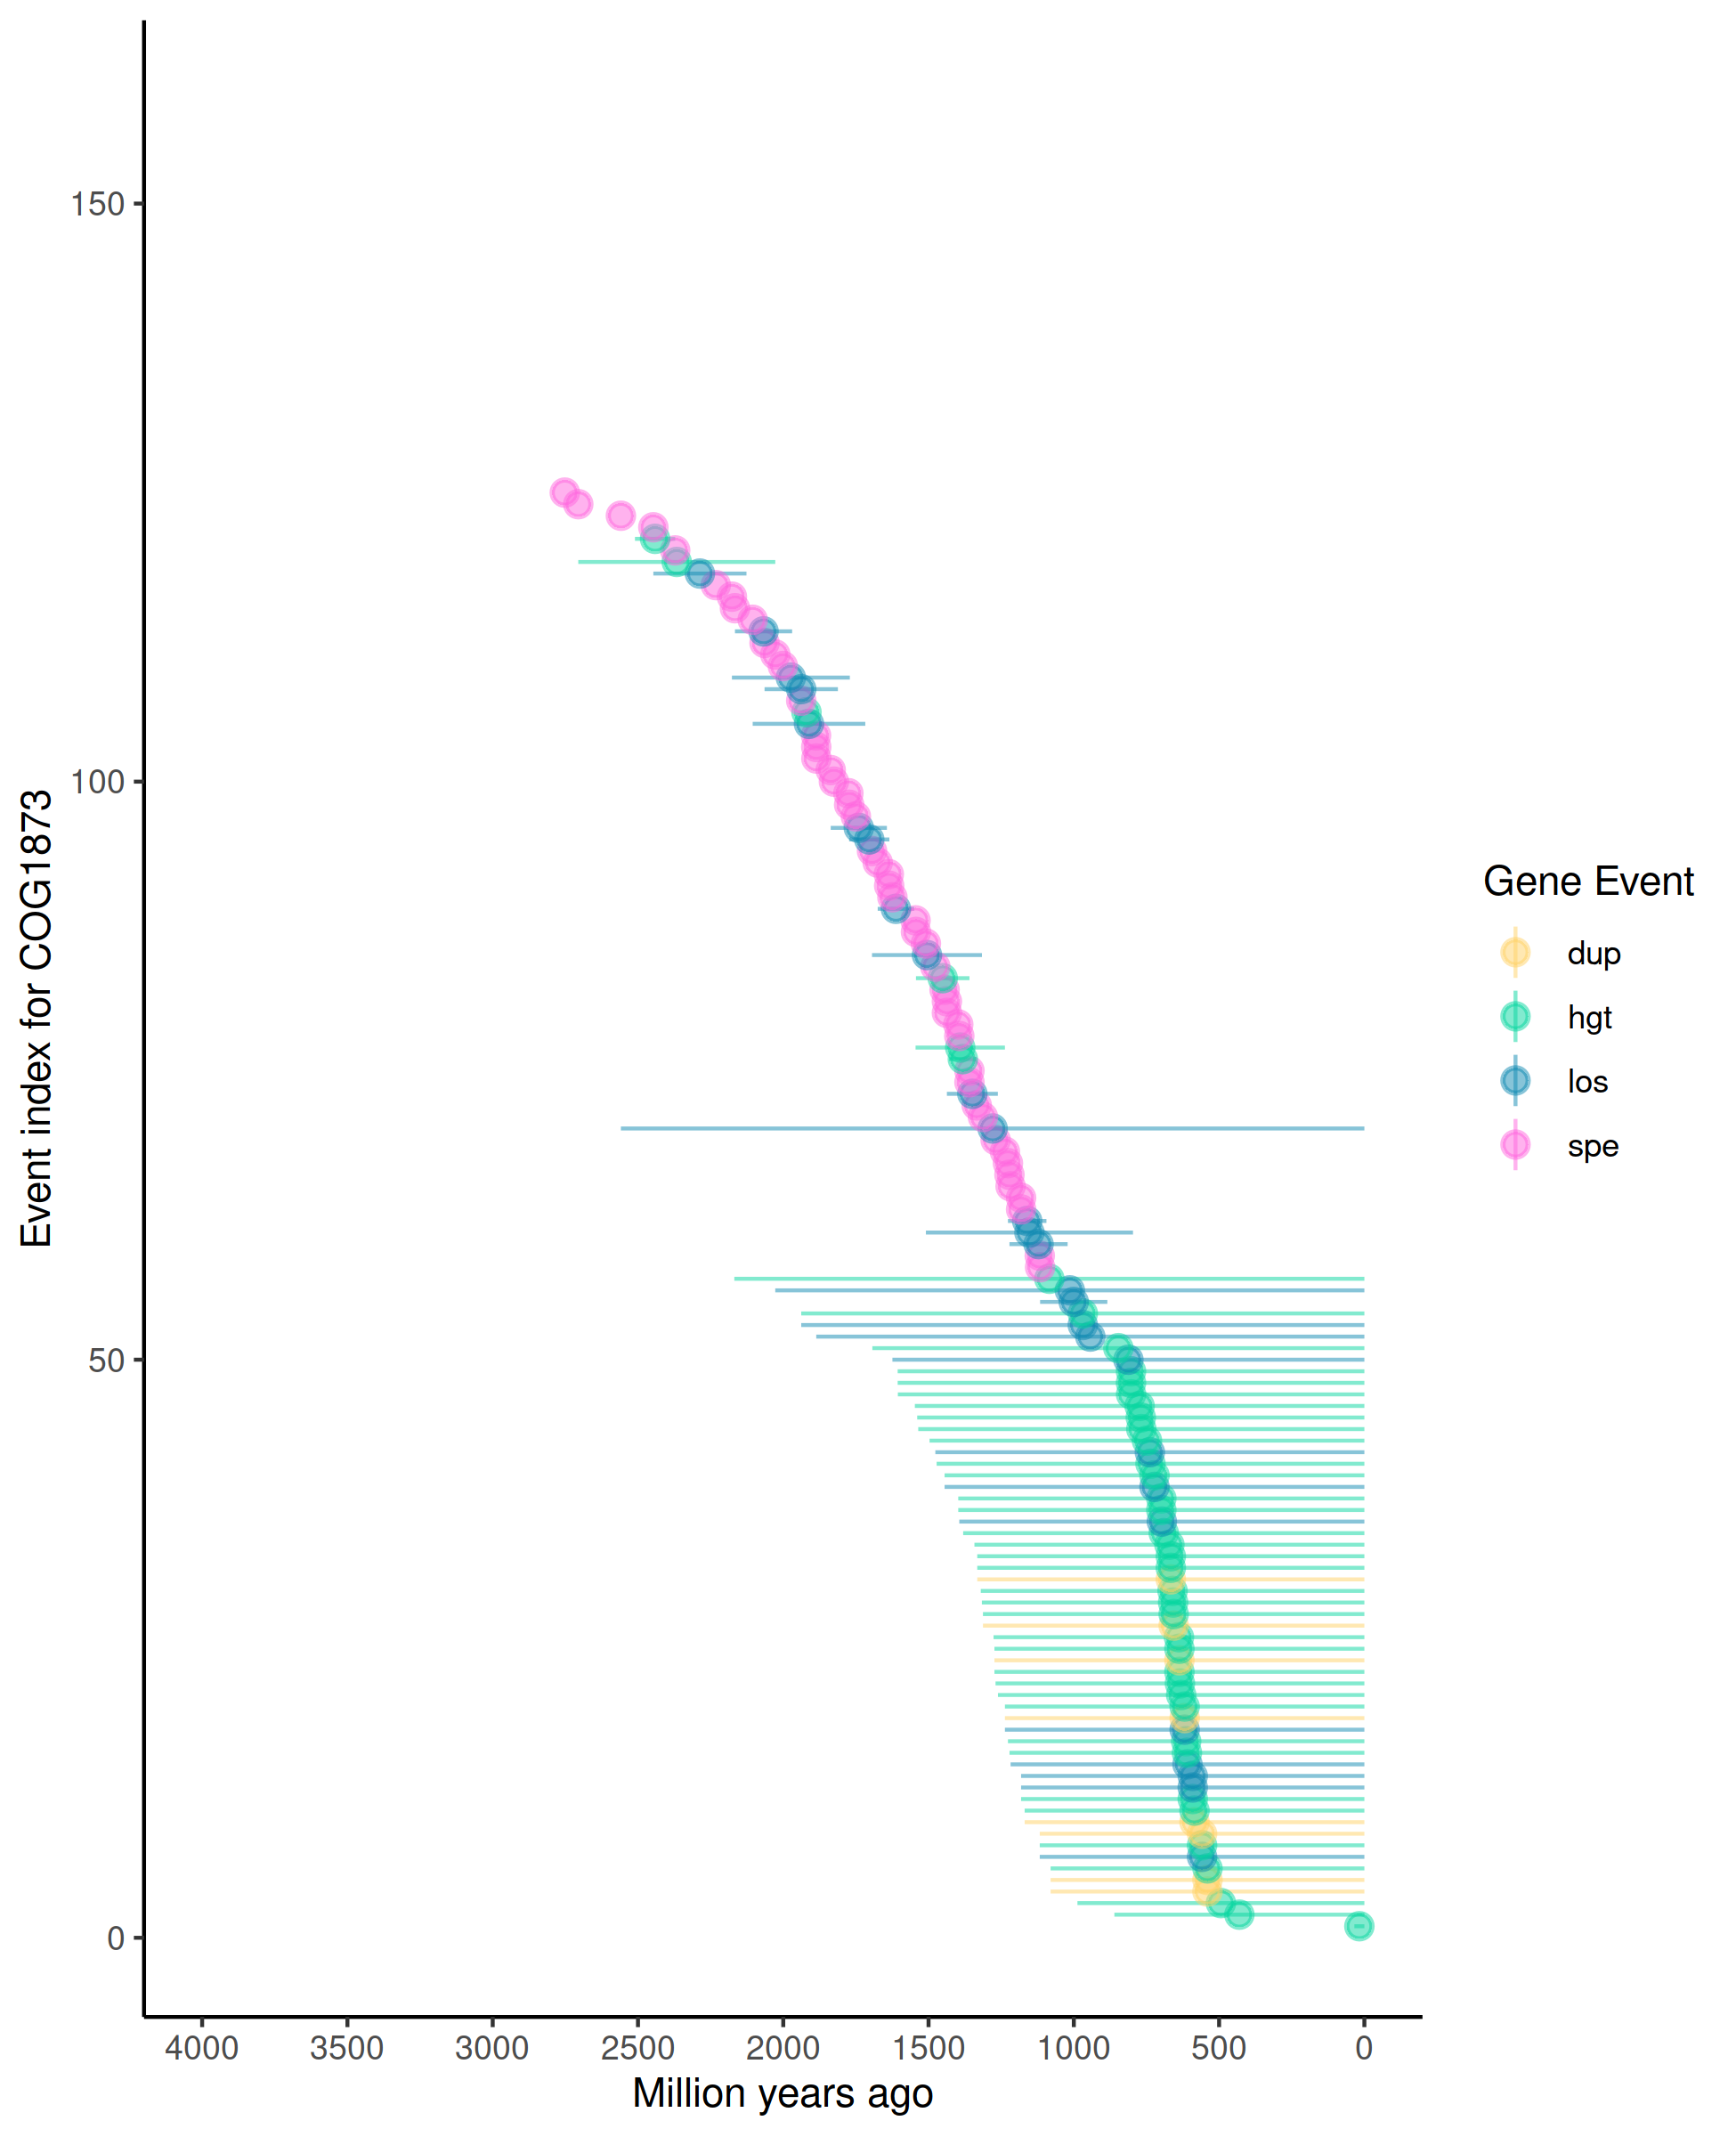 Event index for COG1873
150
100
50
0
4000 3500 3000 2500 2000 1500 1000 500 0
Million years ago
Gene Event
dup
hgt
los
spe